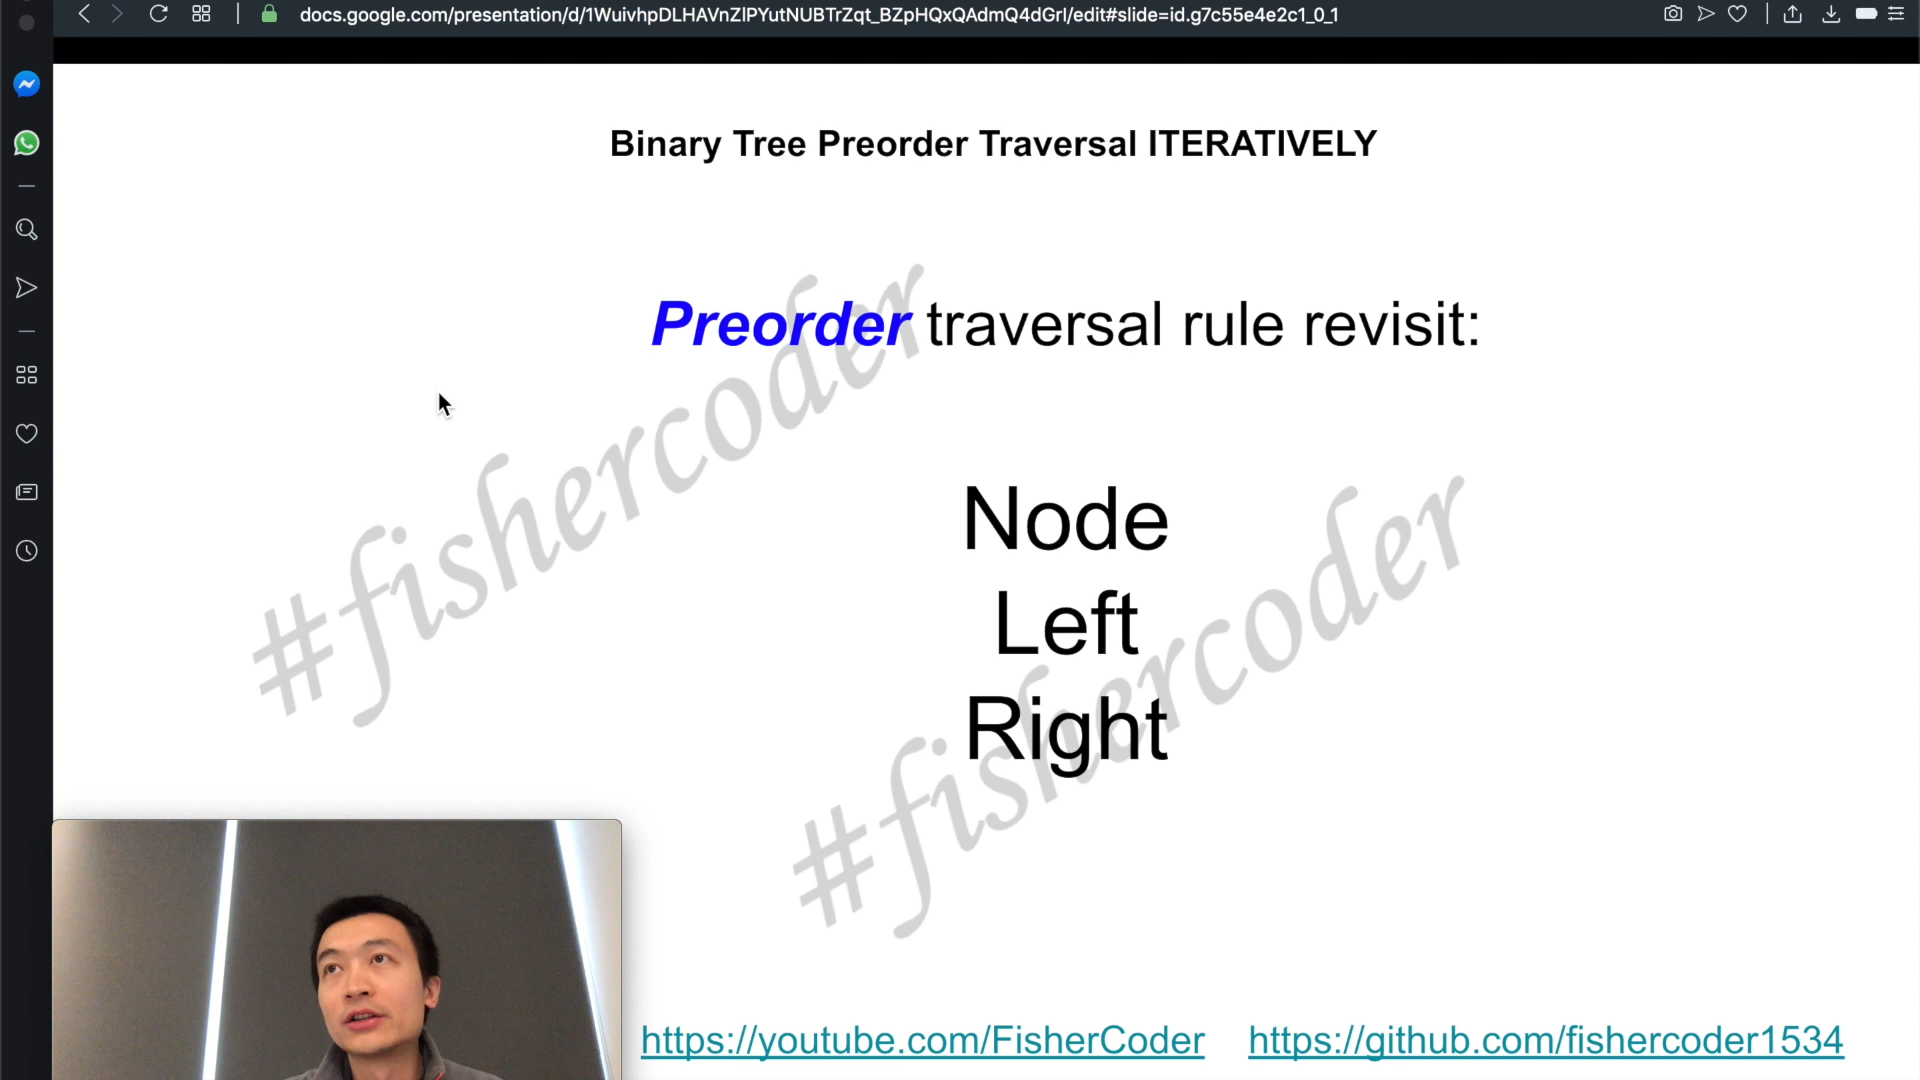 docs.google.com/presentation/d/1WuivhpDLHAVnZlPYutNUBTrZqt_BZpHQxQAdmQ4dGrI/edit#slide=id.g7c55e4e2c1_0_1
Binary Tree Preorder Traversal ITERATIVELY
Preorder traversal rule revisit:
#fishercoder
Node
Left
Right
#fishercoder
https://youtube.com/FisherCoder https://github.com/fishercoder1534